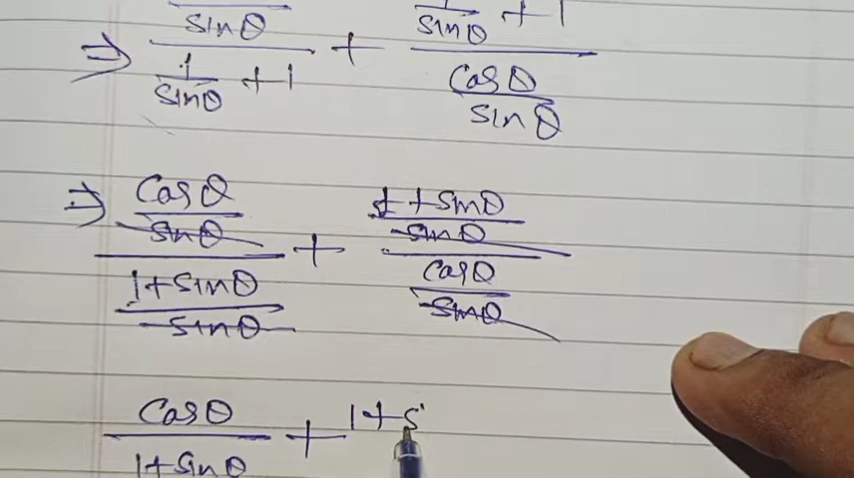 sinθ 1/sinθ + 1
⇒ ――― + ―――
1/sinθ + 1 cosθ/sinθ
cosθ/sinθ 1+sinθ/sinθ
⇒ ――― + ―――
1+sinθ/sinθ cosθ/sinθ
cosθ/1+sinθ + 1+s